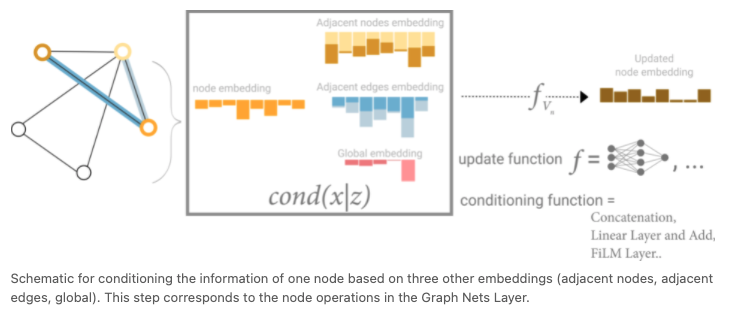 Adjacent nodes embedding
node embedding
Adjacent edges embedding
Global embedding
cond(x|z)
f Vn
Updated
node embedding
update function f = , ...
conditioning function =
Concatenation,
Linear Layer and Add,
FiLM Layer..
Schematic for conditioning the information of one node based on three other embeddings (adjacent nodes, adjacent
edges, global). This step corresponds to the node operations in the Graph Nets Layer.